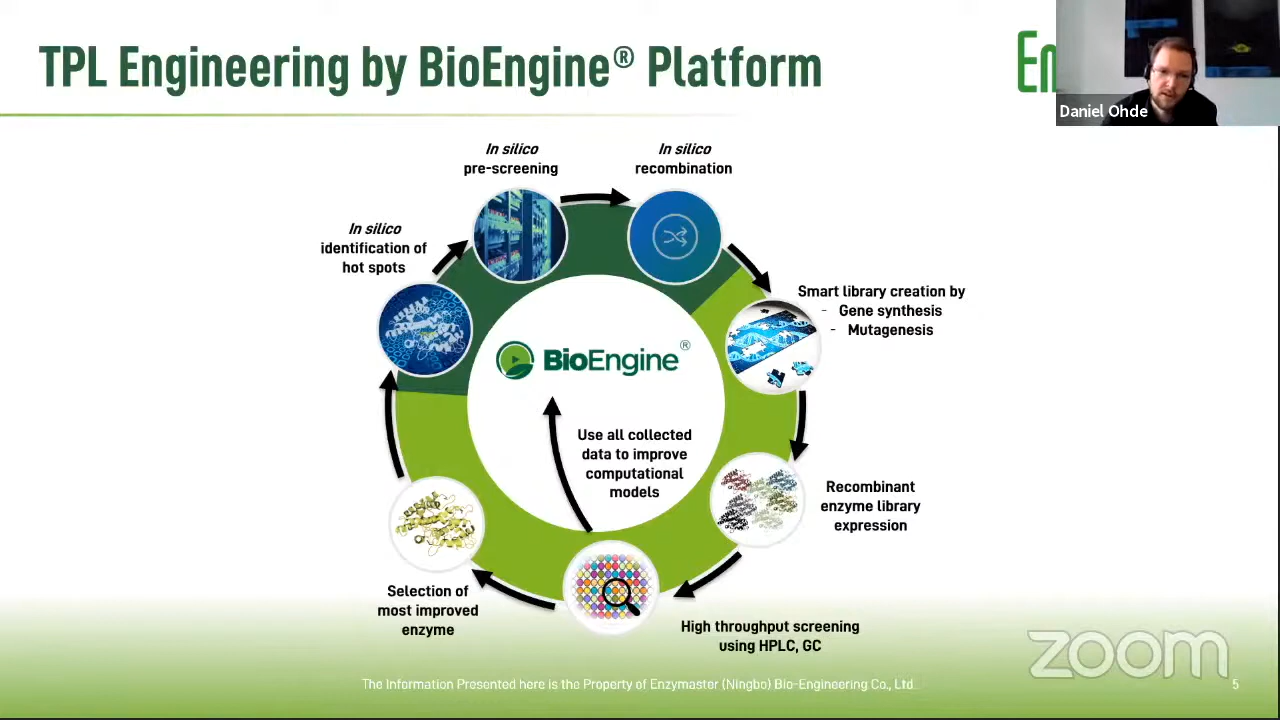 TPL Engineering by BioEngine® Platform
En
Daniel Ohde
In silico
pre-screening
In silico
recombination
In silico
identification of
hot spots
Smart library creation by
- Gene synthesis
- Mutagenesis
BioEngine®
Use all collected
data to improve
computational
models
Recombinant
enzyme library
expression
Selection of
most improved
enzyme
High throughput screening
using HPLC, GC
zoom
The Information Presented here is the Property of Enzymaster (Ningbo) Bio-Engineering Co., Ltd.
5